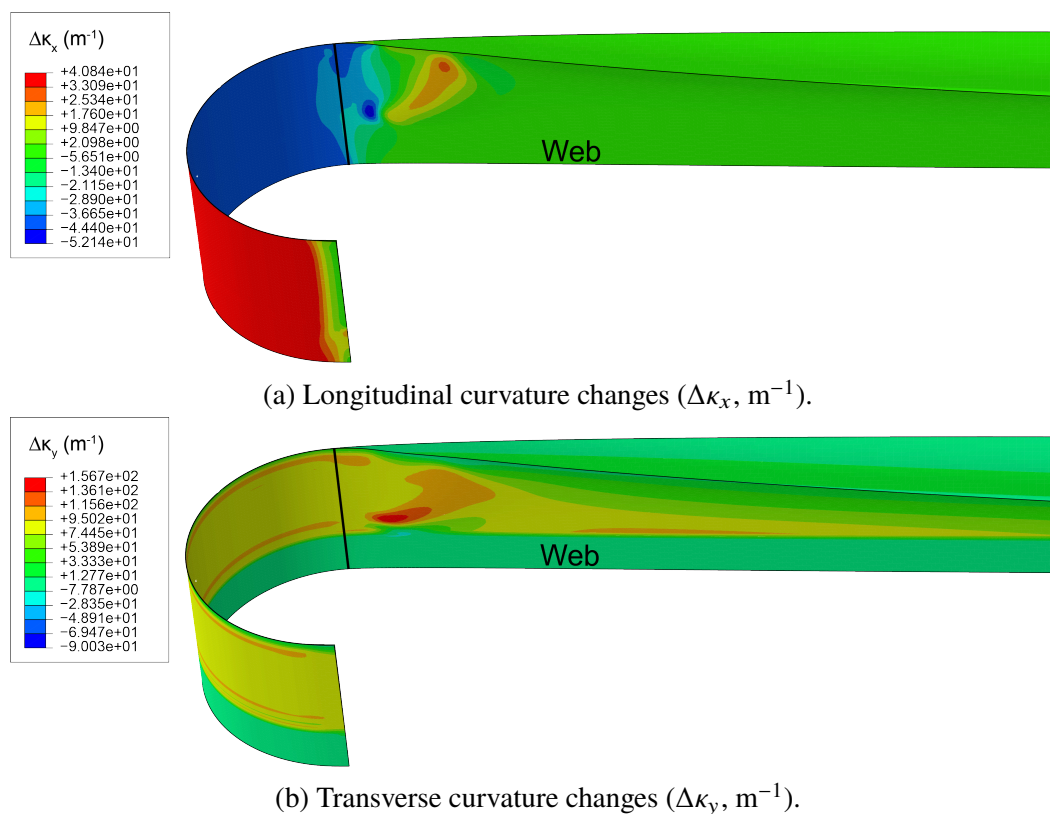 Δκx (m⁻¹)
+4.084e+01
+3.309e+01
+2.534e+01
+1.760e+01
+9.847e+00
+2.098e+00
−5.651e+00
−1.340e+01
−2.115e+01
−2.890e+01
−3.665e+01
−4.440e+01
−5.214e+01
Web
(a) Longitudinal curvature changes (Δκx, m⁻¹).
Δκy (m⁻¹)
+1.567e+02
+1.361e+02
+1.156e+02
+9.502e+01
+7.445e+01
+5.389e+01
+3.333e+01
+1.277e+01
−7.787e+00
−2.835e+01
−4.891e+01
−6.947e+01
−9.003e+01
Web
(b) Transverse curvature changes (Δκy, m⁻¹).